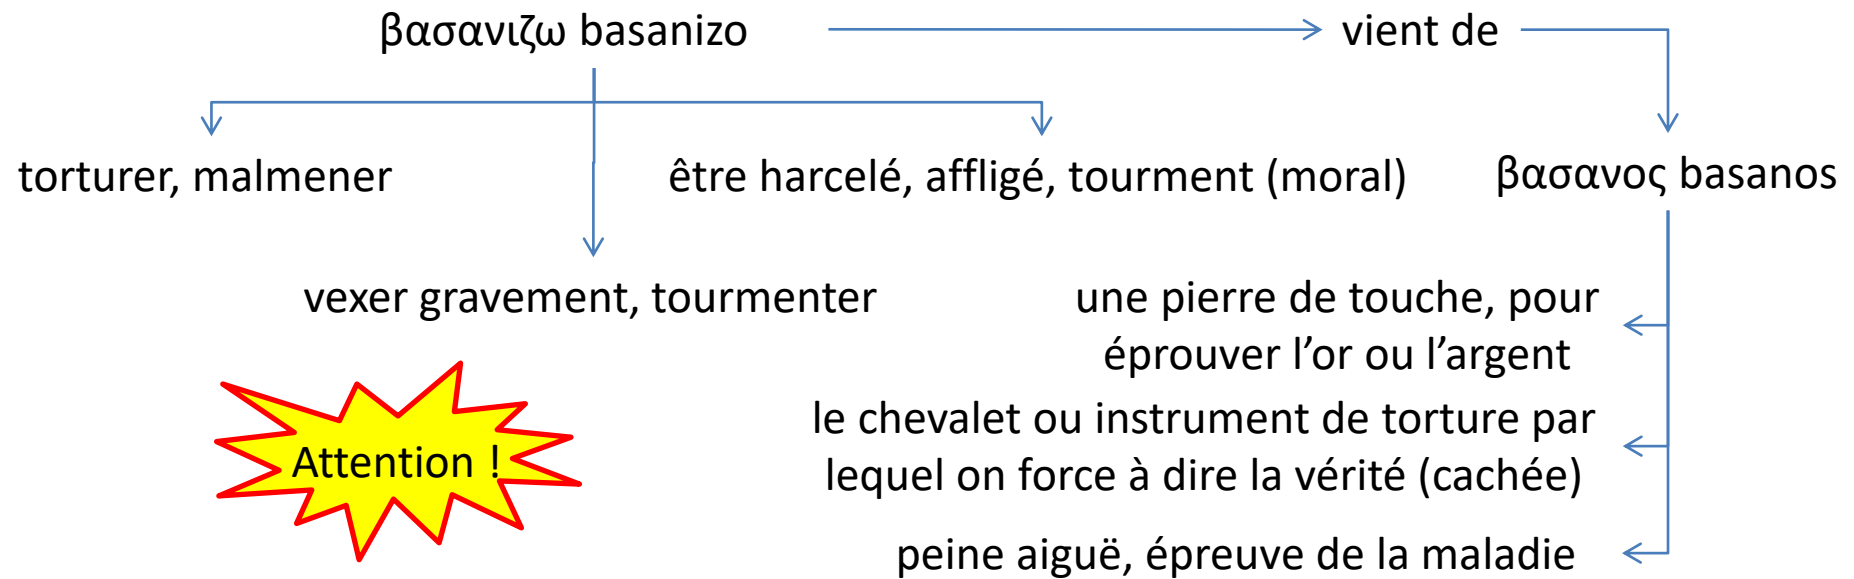 βασανιζω basanizo
vient de
torturer, malmener
être harcelé, affligé, tourment (moral)
βασανος basanos
vexer gravement, tourmenter
une pierre de touche, pour
éprouver l’or ou l’argent
le chevalet ou instrument de torture par
lequel on force à dire la vérité (cachée)
Attention !
peine aiguë, épreuve de la maladie